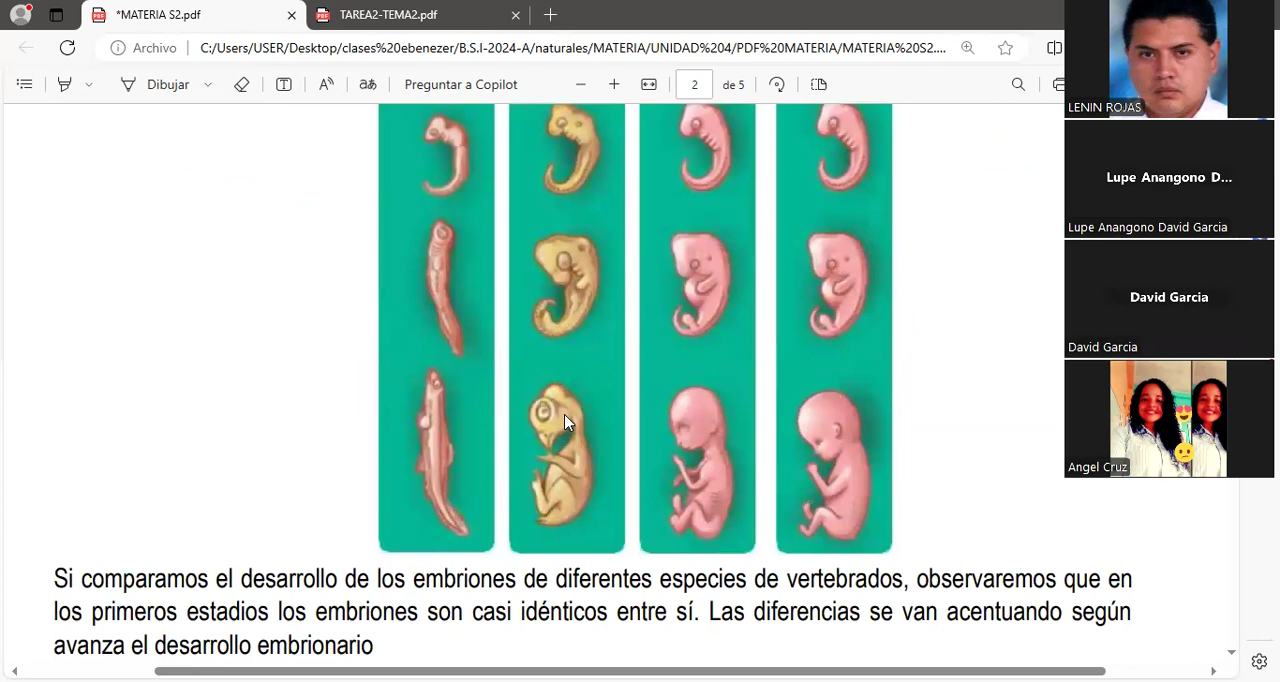 *MATERIA S2.pdf
TAREA2-TEMA2.pdf
Archivo
C:/Users/USER/Desktop/clases%20ebenezer/B.S.I-2024-A/naturales/MATERIA/UNIDAD%204/PDF%20MATERIA/MATERIA%20S2....
Dibujar
Preguntar a Copilot
2
de 5
LENIN ROJAS
Lupe Anangono D...
Lupe Anangono David Garcia
David Garcia
David Garcia
Angel Cruz
Si comparamos el desarrollo de los embriones de diferentes especies de vertebrados, observaremos que en
los primeros estadios los embriones son casi idénticos entre sí. Las diferencias se van acentuando según
avanza el desarrollo embrionario